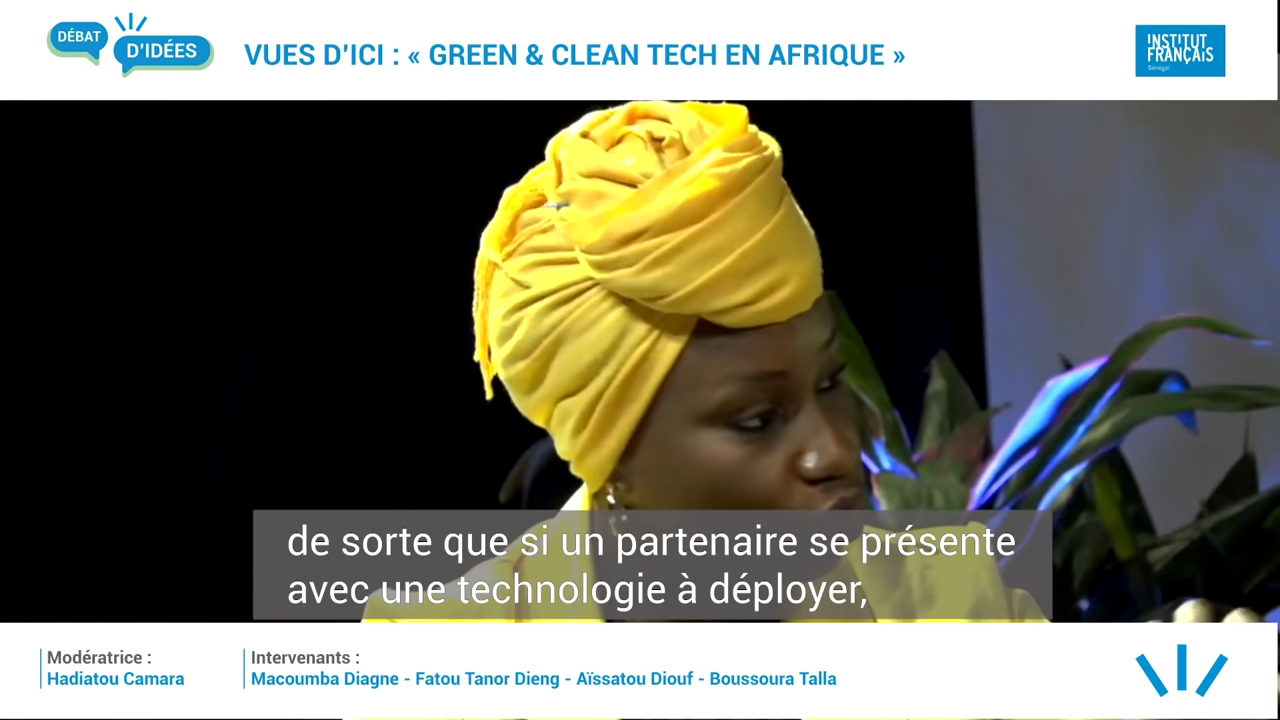 DÉBAT
D'IDÉES
VUES D'ICI : « GREEN & CLEAN TECH EN AFRIQUE »
INSTITUT
FRANÇAIS
Sénégal
de sorte que si un partenaire se présente
avec une technologie à déployer,
Modératrice :
Hadiatou Camara
Intervenants :
Macoumba Diagne - Fatou Tanor Dieng - Aïssatou Diouf - Boussoura Talla